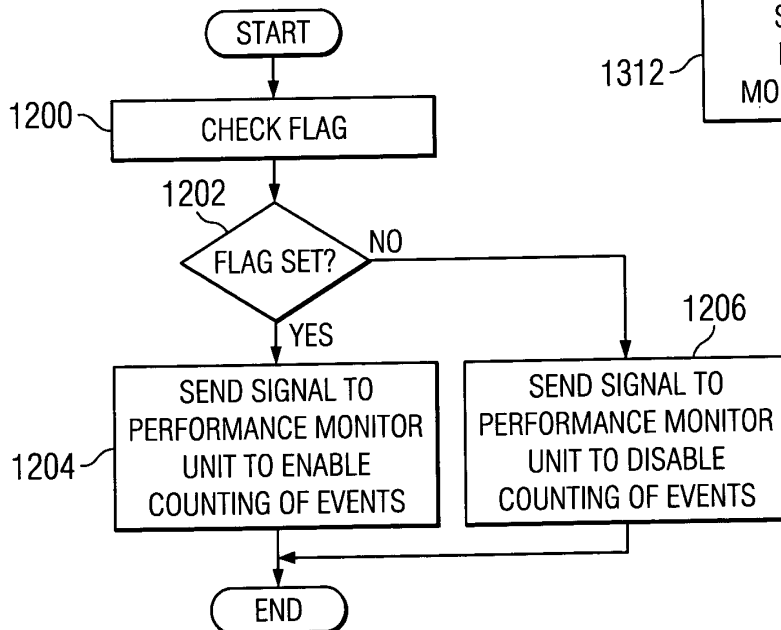 START
1200
CHECK FLAG
1202
FLAG SET?
NO
YES
1204
SEND SIGNAL TO
PERFORMANCE MONITOR
UNIT TO ENABLE
COUNTING OF EVENTS
1206
SEND SIGNAL TO
PERFORMANCE MONITOR
UNIT TO DISABLE
COUNTING OF EVENTS
END
1312